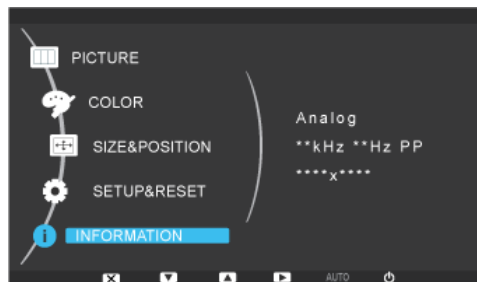 PICTURE
COLOR
SIZE&POSITION
SETUP&RESET
INFORMATION
Analog
**kHz **Hz PP
****x****
AUTO